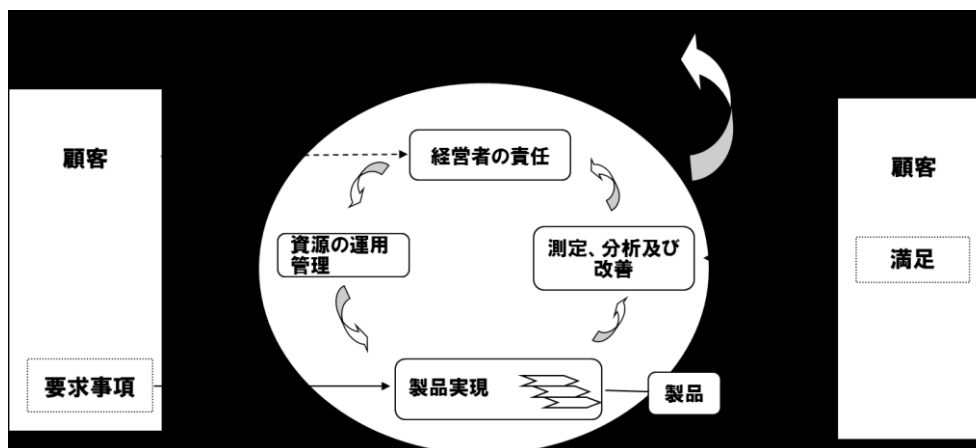 顧客
経営者の責任
顧客
資源の運用
管理
測定、分析及び
改善
満足
要求事項
製品実現
製品